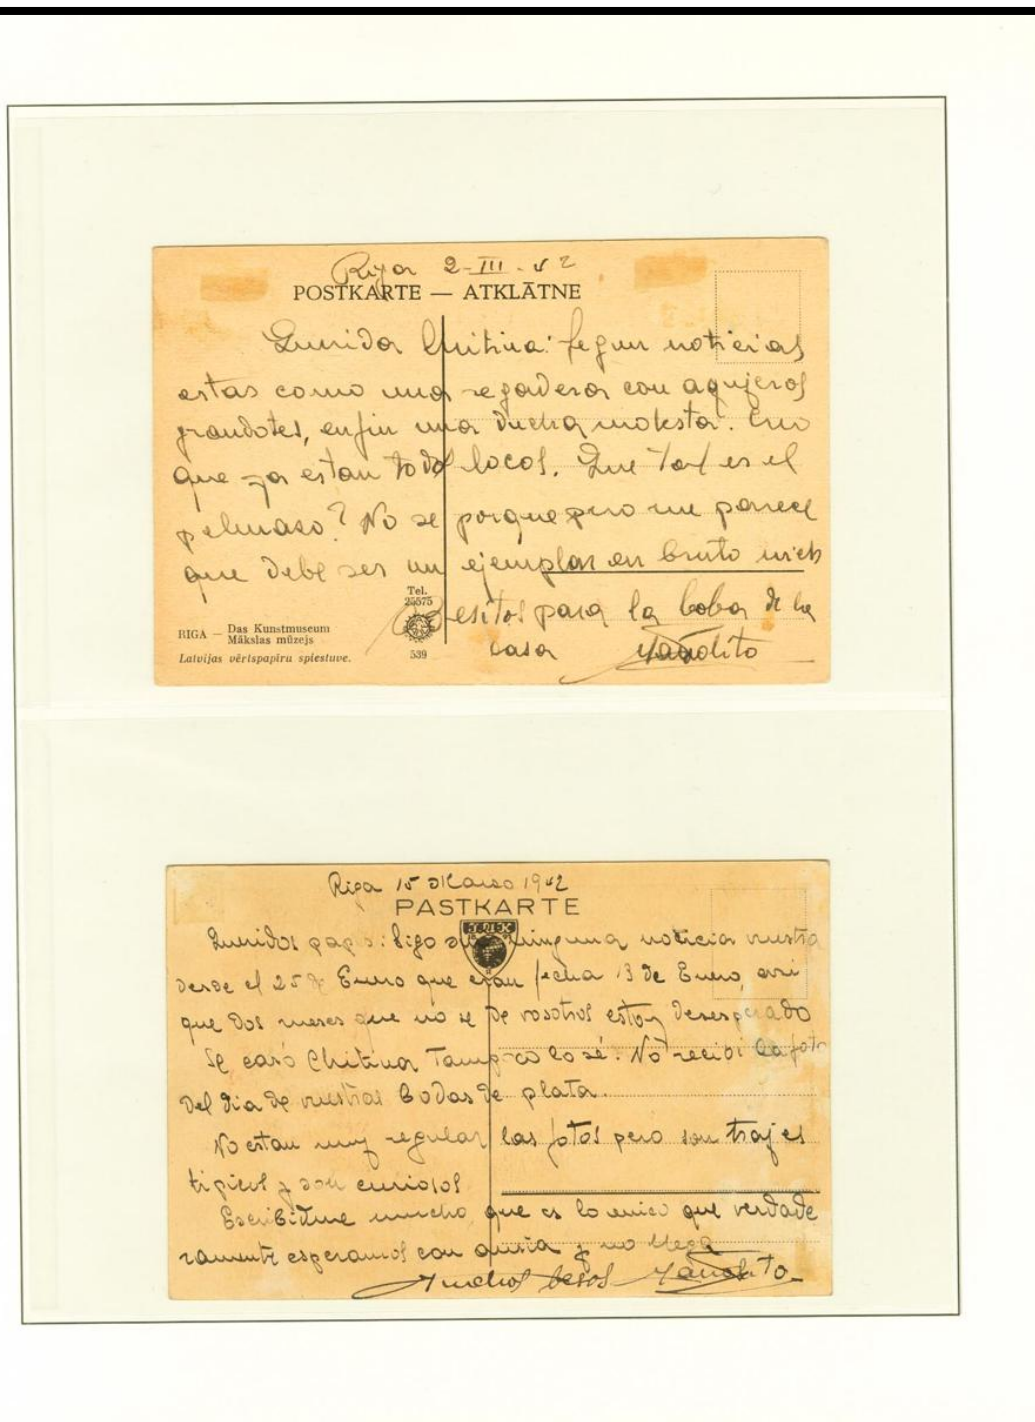 Riga 2-III-42
POSTKARTE — ATKLĀTNE
Querida Chitina: Segun noticias
estas como una regadera con agujeros
grandotes, enfin una ducha molesta. Creo
que ya estan todos locos. Que tal es el
pelmaso? No se porque pero me parece
que debe ser un ejemplar en bruto
Tel.
25575
Besitos para la boba de la
casa Manolito
RIGA — Das Kunstmuseum
Mākslas mūzejs
539
Latvijas vērtspapīru spiestuve.
Riga 15 Marzo 1942
PASTKARTE
Queridos papas: Sigo sin ninguna noticia vuestra
desde el 25 de Enero que eran fecha 13 de Enero, asi
que dos meses que no se de vosotros estoy desesperado
Se casó Chitina Tampoco lo sé. No recibi la foto
del dia de vuestras Bodas de plata.
No estan muy regular las fotos pero son trajes
tipicos y son curiosos
Escribidme mucho que es lo unico que verdade
ramente esperamos con ansia y no llega
Muchos besos Manolito